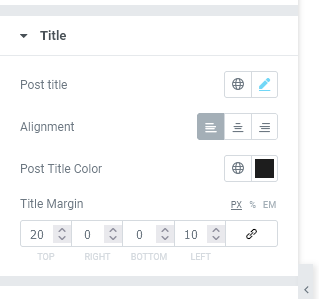 Title
Post title
Alignment
Post Title Color
Title Margin PX % EM
20 0 0 10
TOP RIGHT BOTTOM LEFT